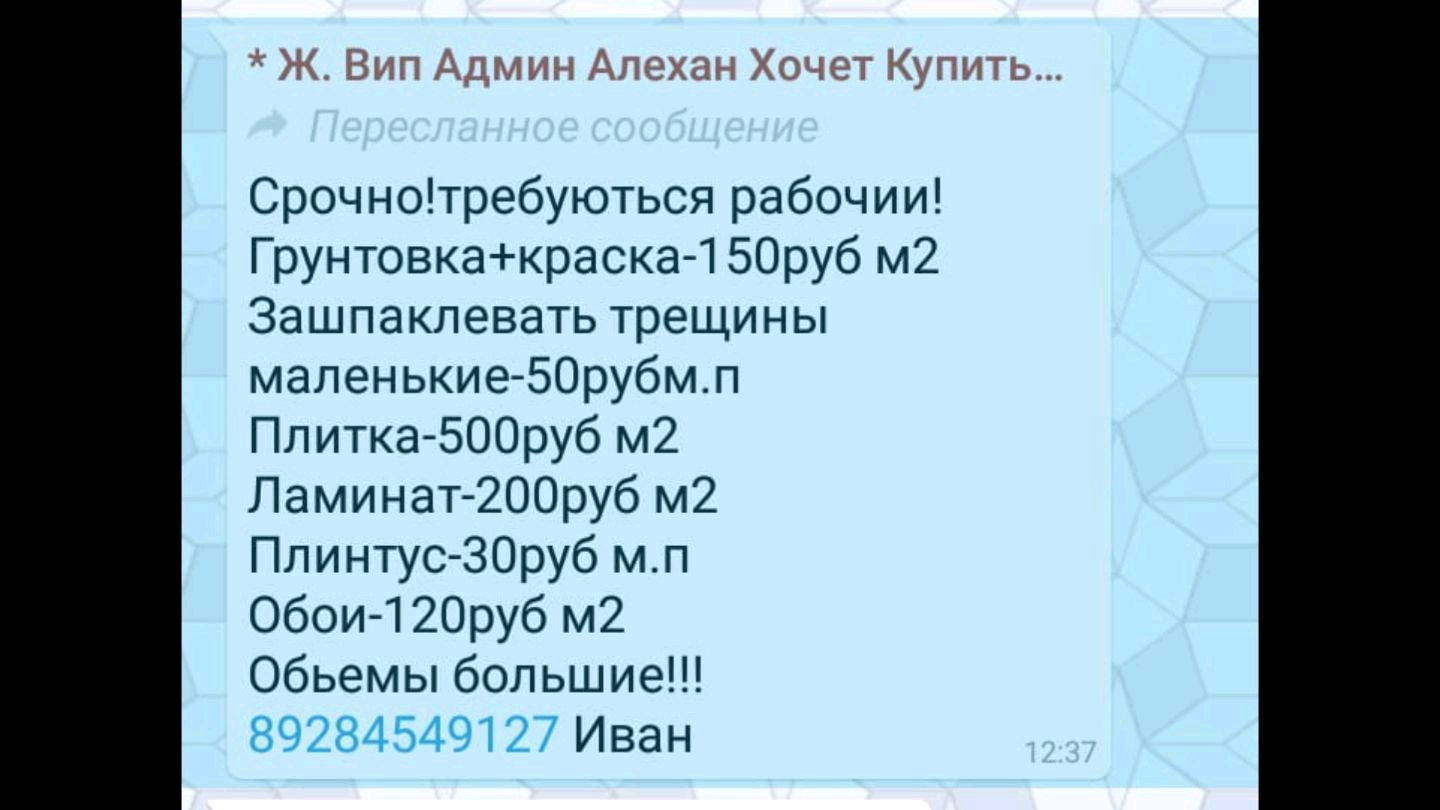 * Ж. Вип Админ Алехан Хочет Купить...
Пересланное сообщение
Срочно!требуються рабочии!
Грунтовка+краска-150руб м2
Зашпаклевать трещины
маленькие-50рубм.п
Плитка-500руб м2
Ламинат-200руб м2
Плинтус-30руб м.п
Обои-120руб м2
Обьемы большие!!!
89284549127 Иван
12:37